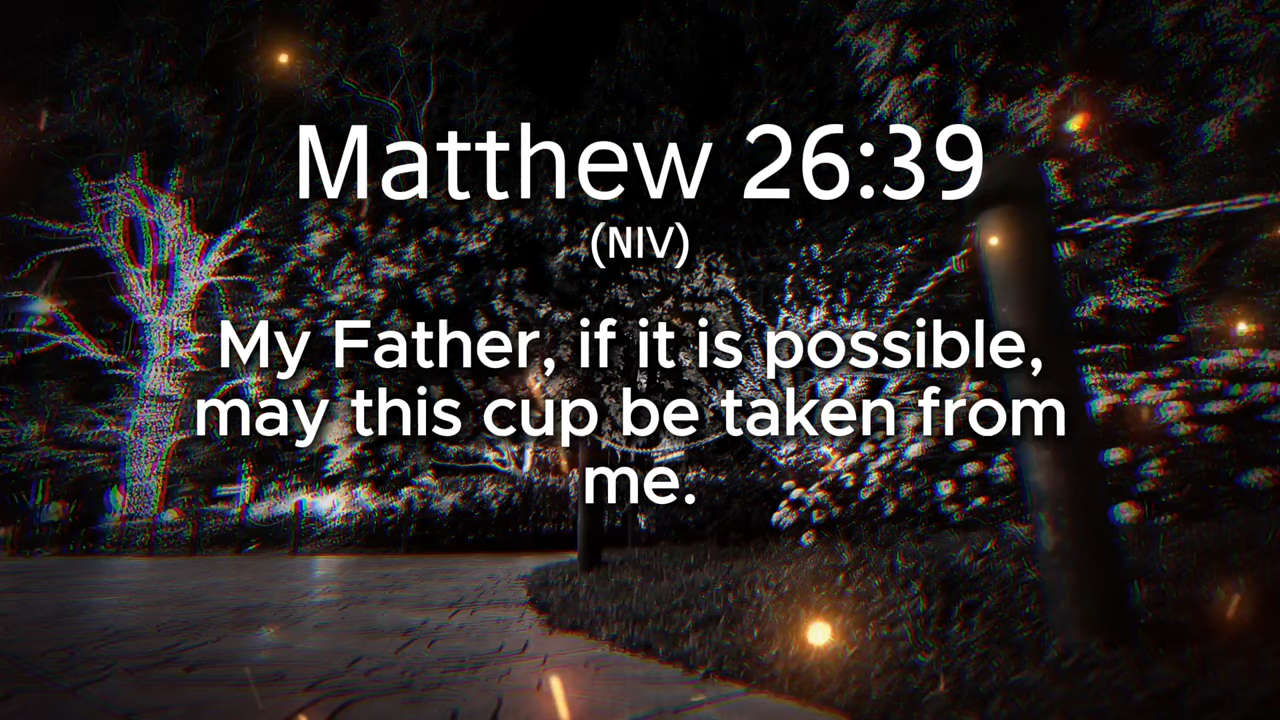 Matthew 26:39
(NIV)
My Father, if it is possible,
may this cup be taken from
me.